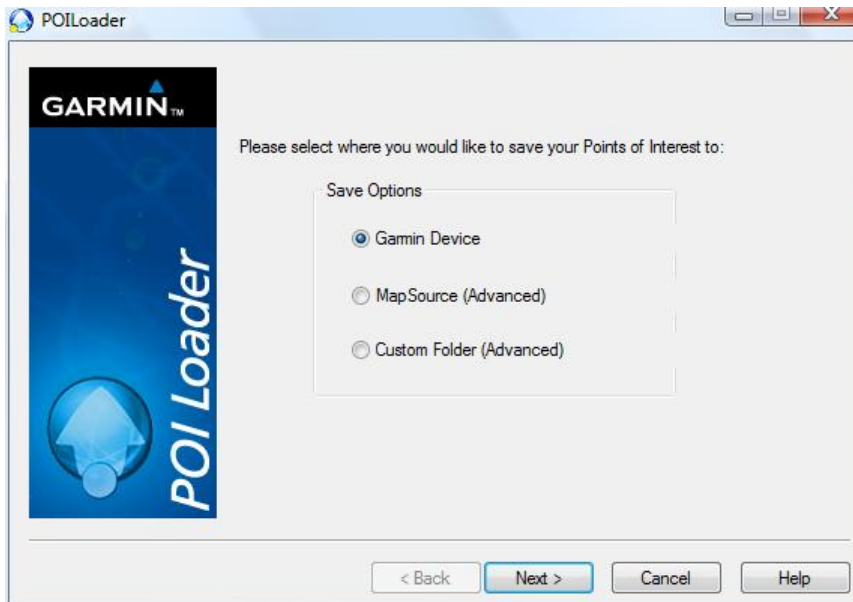 POILoader
GARMIN™
POI Loader
Please select where you would like to save your Points of Interest to:
Save Options
Garmin Device
MapSource (Advanced)
Custom Folder (Advanced)
< Back
Next >
Cancel
Help